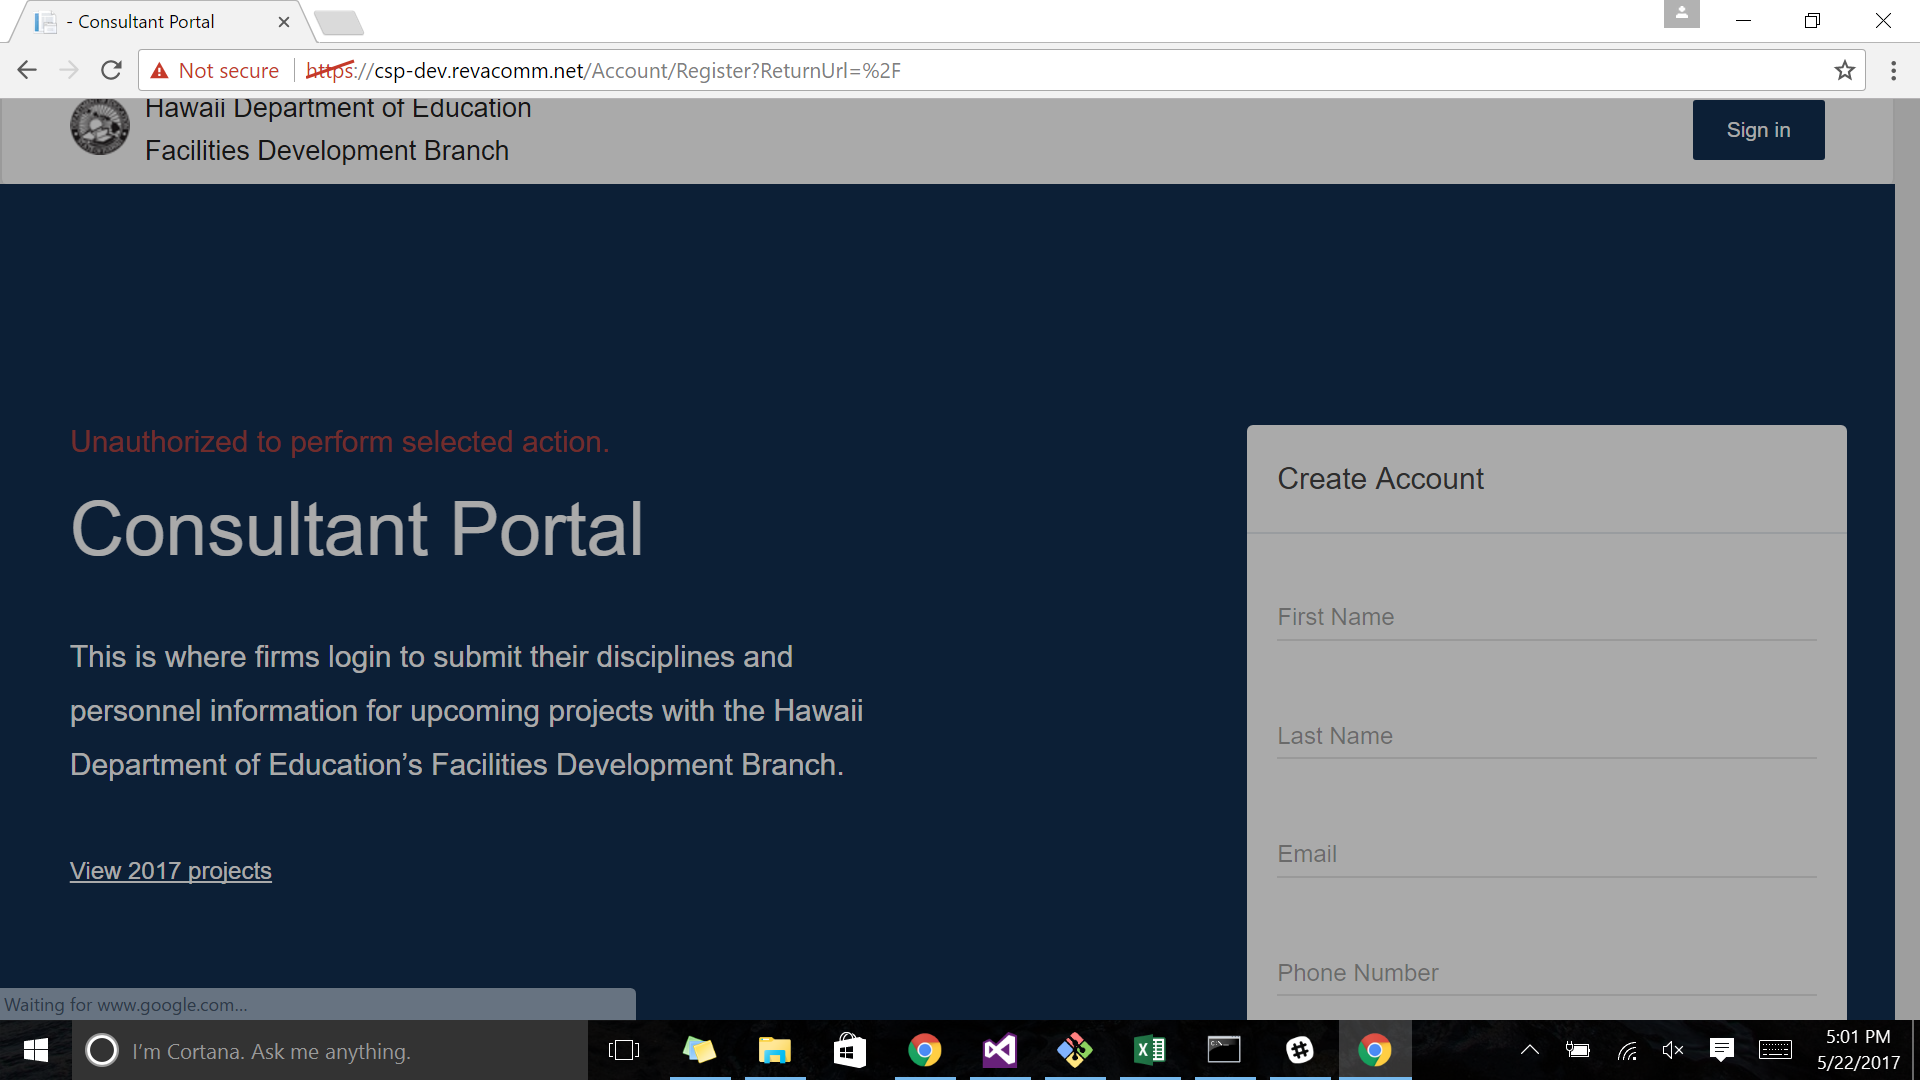 - Consultant Portal
Not secure
https://csp-dev.revacomm.net/Account/Register?ReturnUrl=%2F
Hawaii Department of Education
Facilities Development Branch
Sign in
Unauthorized to perform selected action.
Consultant Portal
This is where firms login to submit their disciplines and
personnel information for upcoming projects with the Hawaii
Department of Education’s Facilities Development Branch.
View 2017 projects
Create Account
First Name
Last Name
Email
Phone Number
Waiting for www.google.com...
I’m Cortana. Ask me anything.
5:01 PM
5/22/2017